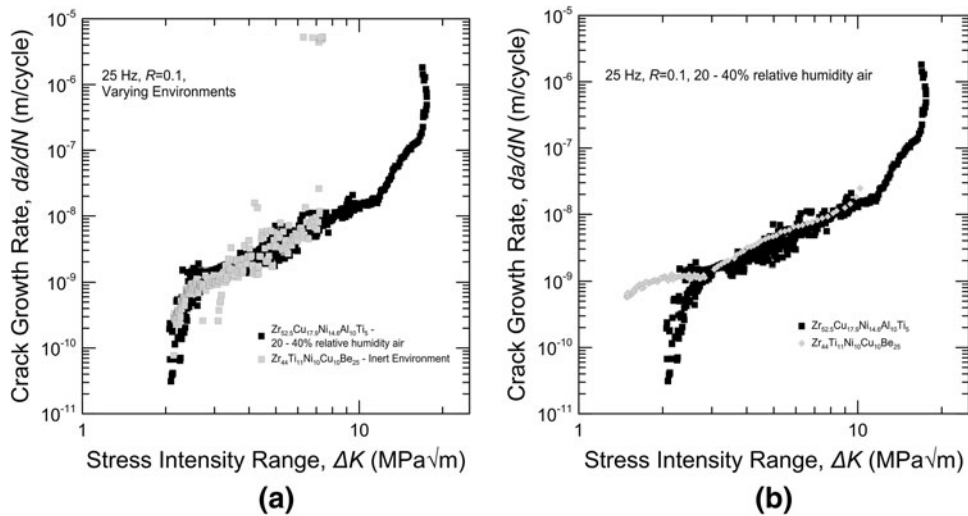 Crack Growth Rate, da/dN (m/cycle)
10⁻⁵
10⁻⁶
10⁻⁷
10⁻⁸
10⁻⁹
10⁻¹⁰
10⁻¹¹
25 Hz, R=0.1,
Varying Environments
Zr₅₂.₅Cu₁₇.₉Ni₁₄.₆Al₁₀Ti₅ -
20 - 40% relative humidity air
Zr₄₄Ti₁₁Ni₁₀Cu₁₀Be₂₅ - Inert Environment
1
10
Stress Intensity Range, ΔK (MPa√m)
(a)
Crack Growth Rate, da/dN (m/cycle)
10⁻⁵
10⁻⁶
10⁻⁷
10⁻⁸
10⁻⁹
10⁻¹⁰
10⁻¹¹
25 Hz, R=0.1, 20 - 40% relative humidity air
Zr₅₂.₅Cu₁₇.₉Ni₁₄.₆Al₁₀Ti₅
Zr₄₄Ti₁₁Ni₁₀Cu₁₀Be₂₅
1
10
Stress Intensity Range, ΔK (MPa√m)
(b)